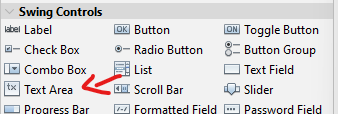 Swing Controls
Label OK Button ON Toggle Button
Check Box Radio Button Button Group
Combo Box List Text Field
tx Text Area Scroll Bar Slider
Progress Bar Formatted Field Password Field